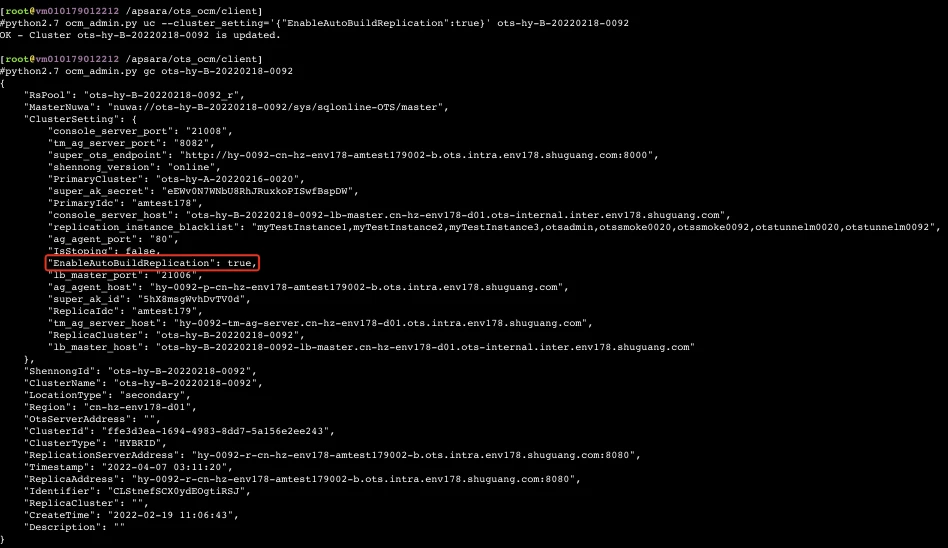 [root@vm010179012212 /apsara/ots_ocm/client]
#python2.7 ocm_admin.py uc --cluster_setting='{"EnableAutoBuildReplication":true}' ots-hy-B-20220218-0092
OK - Cluster ots-hy-B-20220218-0092 is updated.
[root@vm010179012212 /apsara/ots_ocm/client]
#python2.7 ocm_admin.py gc ots-hy-B-20220218-0092
{
    "RsPool": "ots-hy-B-20220218-0092_r",
    "MasterNuwa": "nuwa://ots-hy-B-20220218-0092/sys/sqlonline-OTS/master",
    "ClusterSetting": {
        "console_server_port": "21008",
        "tm_ag_server_port": "8082",
        "super_ots_endpoint": "http://hy-0092-cn-hz-env178-amtest179002-b.ots.intra.env178.shuguang.com:8000",
        "shennong_version": "online",
        "PrimaryCluster": "ots-hy-A-20220216-0020",
        "super_ak_secret": "eEWv0N7WNbU8RhJRuxkoPISwfBspDW",
        "PrimaryIdc": "amtest178",
        "console_server_host": "ots-hy-B-20220218-0092-lb-master.cn-hz-env178-d01.ots-internal.inter.env178.shuguang.com",
        "replication_instance_blacklist": "myTestInstance1,myTestInstance2,myTestInstance3,otsadmin,otssmoke0020,otssmoke0092,otstunnelm0020,otstunnelm0092",
        "ag_agent_port": "80",
        "IsStoping": false,
        "EnableAutoBuildReplication": true,
        "lb_master_port": "21006",
        "ag_agent_host": "hy-0092-p-cn-hz-env178-amtest179002-b.ots.intra.env178.shuguang.com",
        "super_ak_id": "5hX8msgWvhDvTV0d",
        "ReplicaIdc": "amtest179",
        "tm_ag_server_host": "hy-0092-tm-ag-server.cn-hz-env178-d01.ots.intra.env178.shuguang.com",
        "ReplicaCluster": "ots-hy-B-20220218-0092",
        "lb_master_host": "ots-hy-B-20220218-0092-lb-master.cn-hz-env178-d01.ots-internal.inter.env178.shuguang.com"
    },
    "ShennongId": "ots-hy-B-20220218-0092",
    "ClusterName": "ots-hy-B-20220218-0092",
    "LocationType": "secondary",
    "Region": "cn-hz-env178-d01",
    "OtsServerAddress": "",
    "ClusterId": "ffe3d3ea-1694-4983-8dd7-5a156e2ee243",
    "ClusterType": "HYBRID",
    "ReplicationServerAddress": "hy-0092-r-cn-hz-env178-amtest179002-b.ots.intra.env178.shuguang.com:8080",
    "Timestamp": "2022-04-07 03:11:20",
    "ReplicaAddress": "hy-0092-r-cn-hz-env178-amtest179002-b.ots.intra.env178.shuguang.com:8080",
    "Identifier": "CLStnefSCX0ydEOgtiRSJ",
    "ReplicaCluster": "",
    "CreateTime": "2022-02-19 11:06:43",
    "Description": ""
}